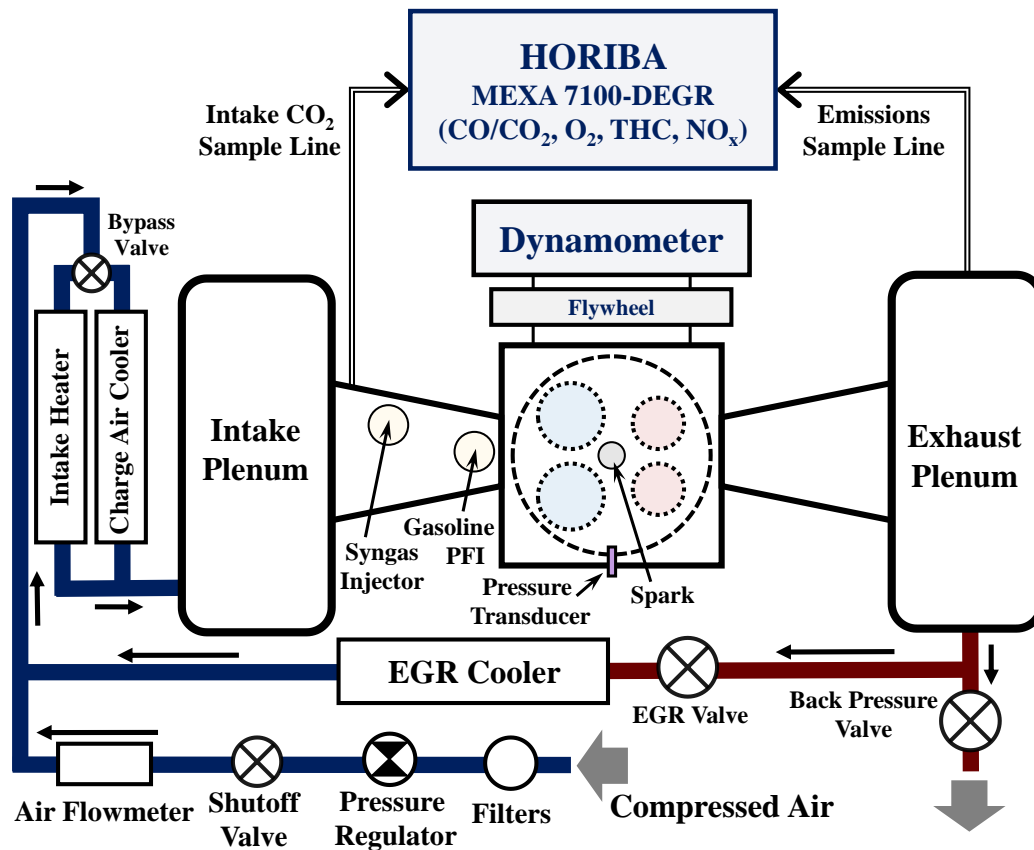 HORIBA
MEXA 7100-DEGR
(CO/CO₂, O₂, THC, NOₓ)
Intake CO₂
Sample Line
Emissions
Sample Line
Bypass
Valve
Dynamometer
Flywheel
Intake Heater
Charge Air Cooler
Intake
Plenum
Exhaust
Plenum
Syngas
Injector
Gasoline
PFI
Pressure
Transducer
Spark
EGR Cooler
EGR Valve
Back Pressure
Valve
Air Flowmeter
Shutoff
Valve
Pressure
Regulator
Filters
Compressed Air